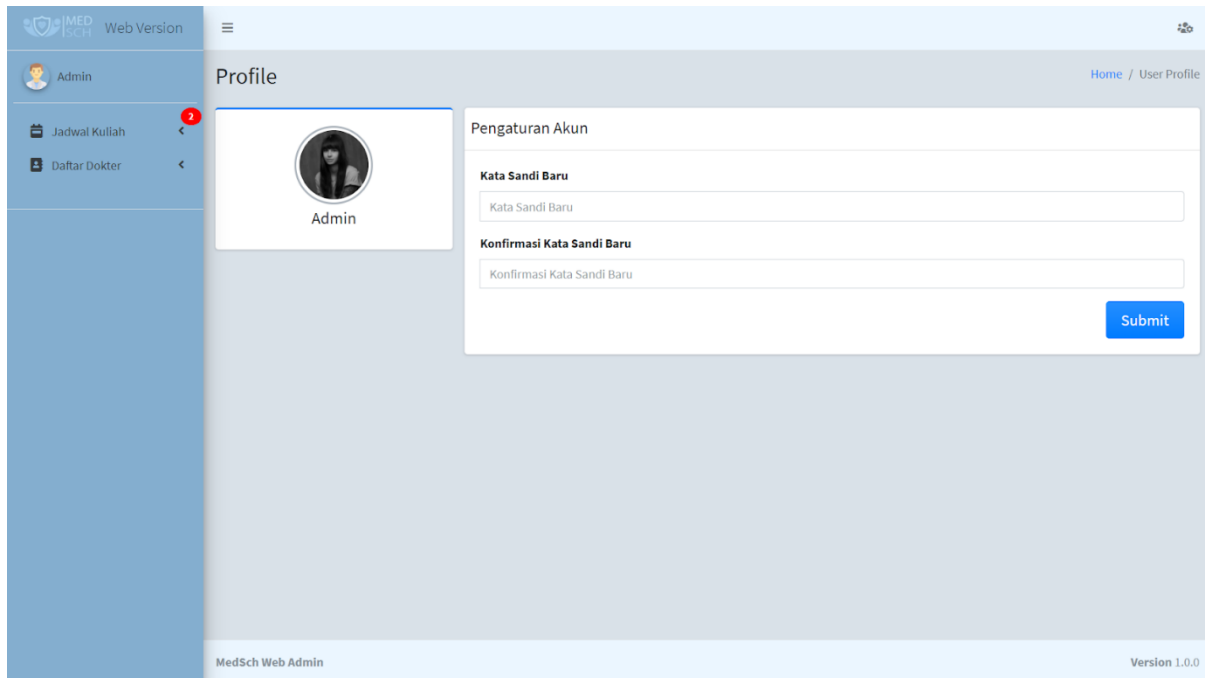 MED
SCH
Web Version
Admin
2
Jadwal Kuliah
Daftar Dokter
Profile
Home / User Profile
Admin
Pengaturan Akun
Kata Sandi Baru
Kata Sandi Baru
Konfirmasi Kata Sandi Baru
Konfirmasi Kata Sandi Baru
Submit
MedSch Web Admin
Version 1.0.0